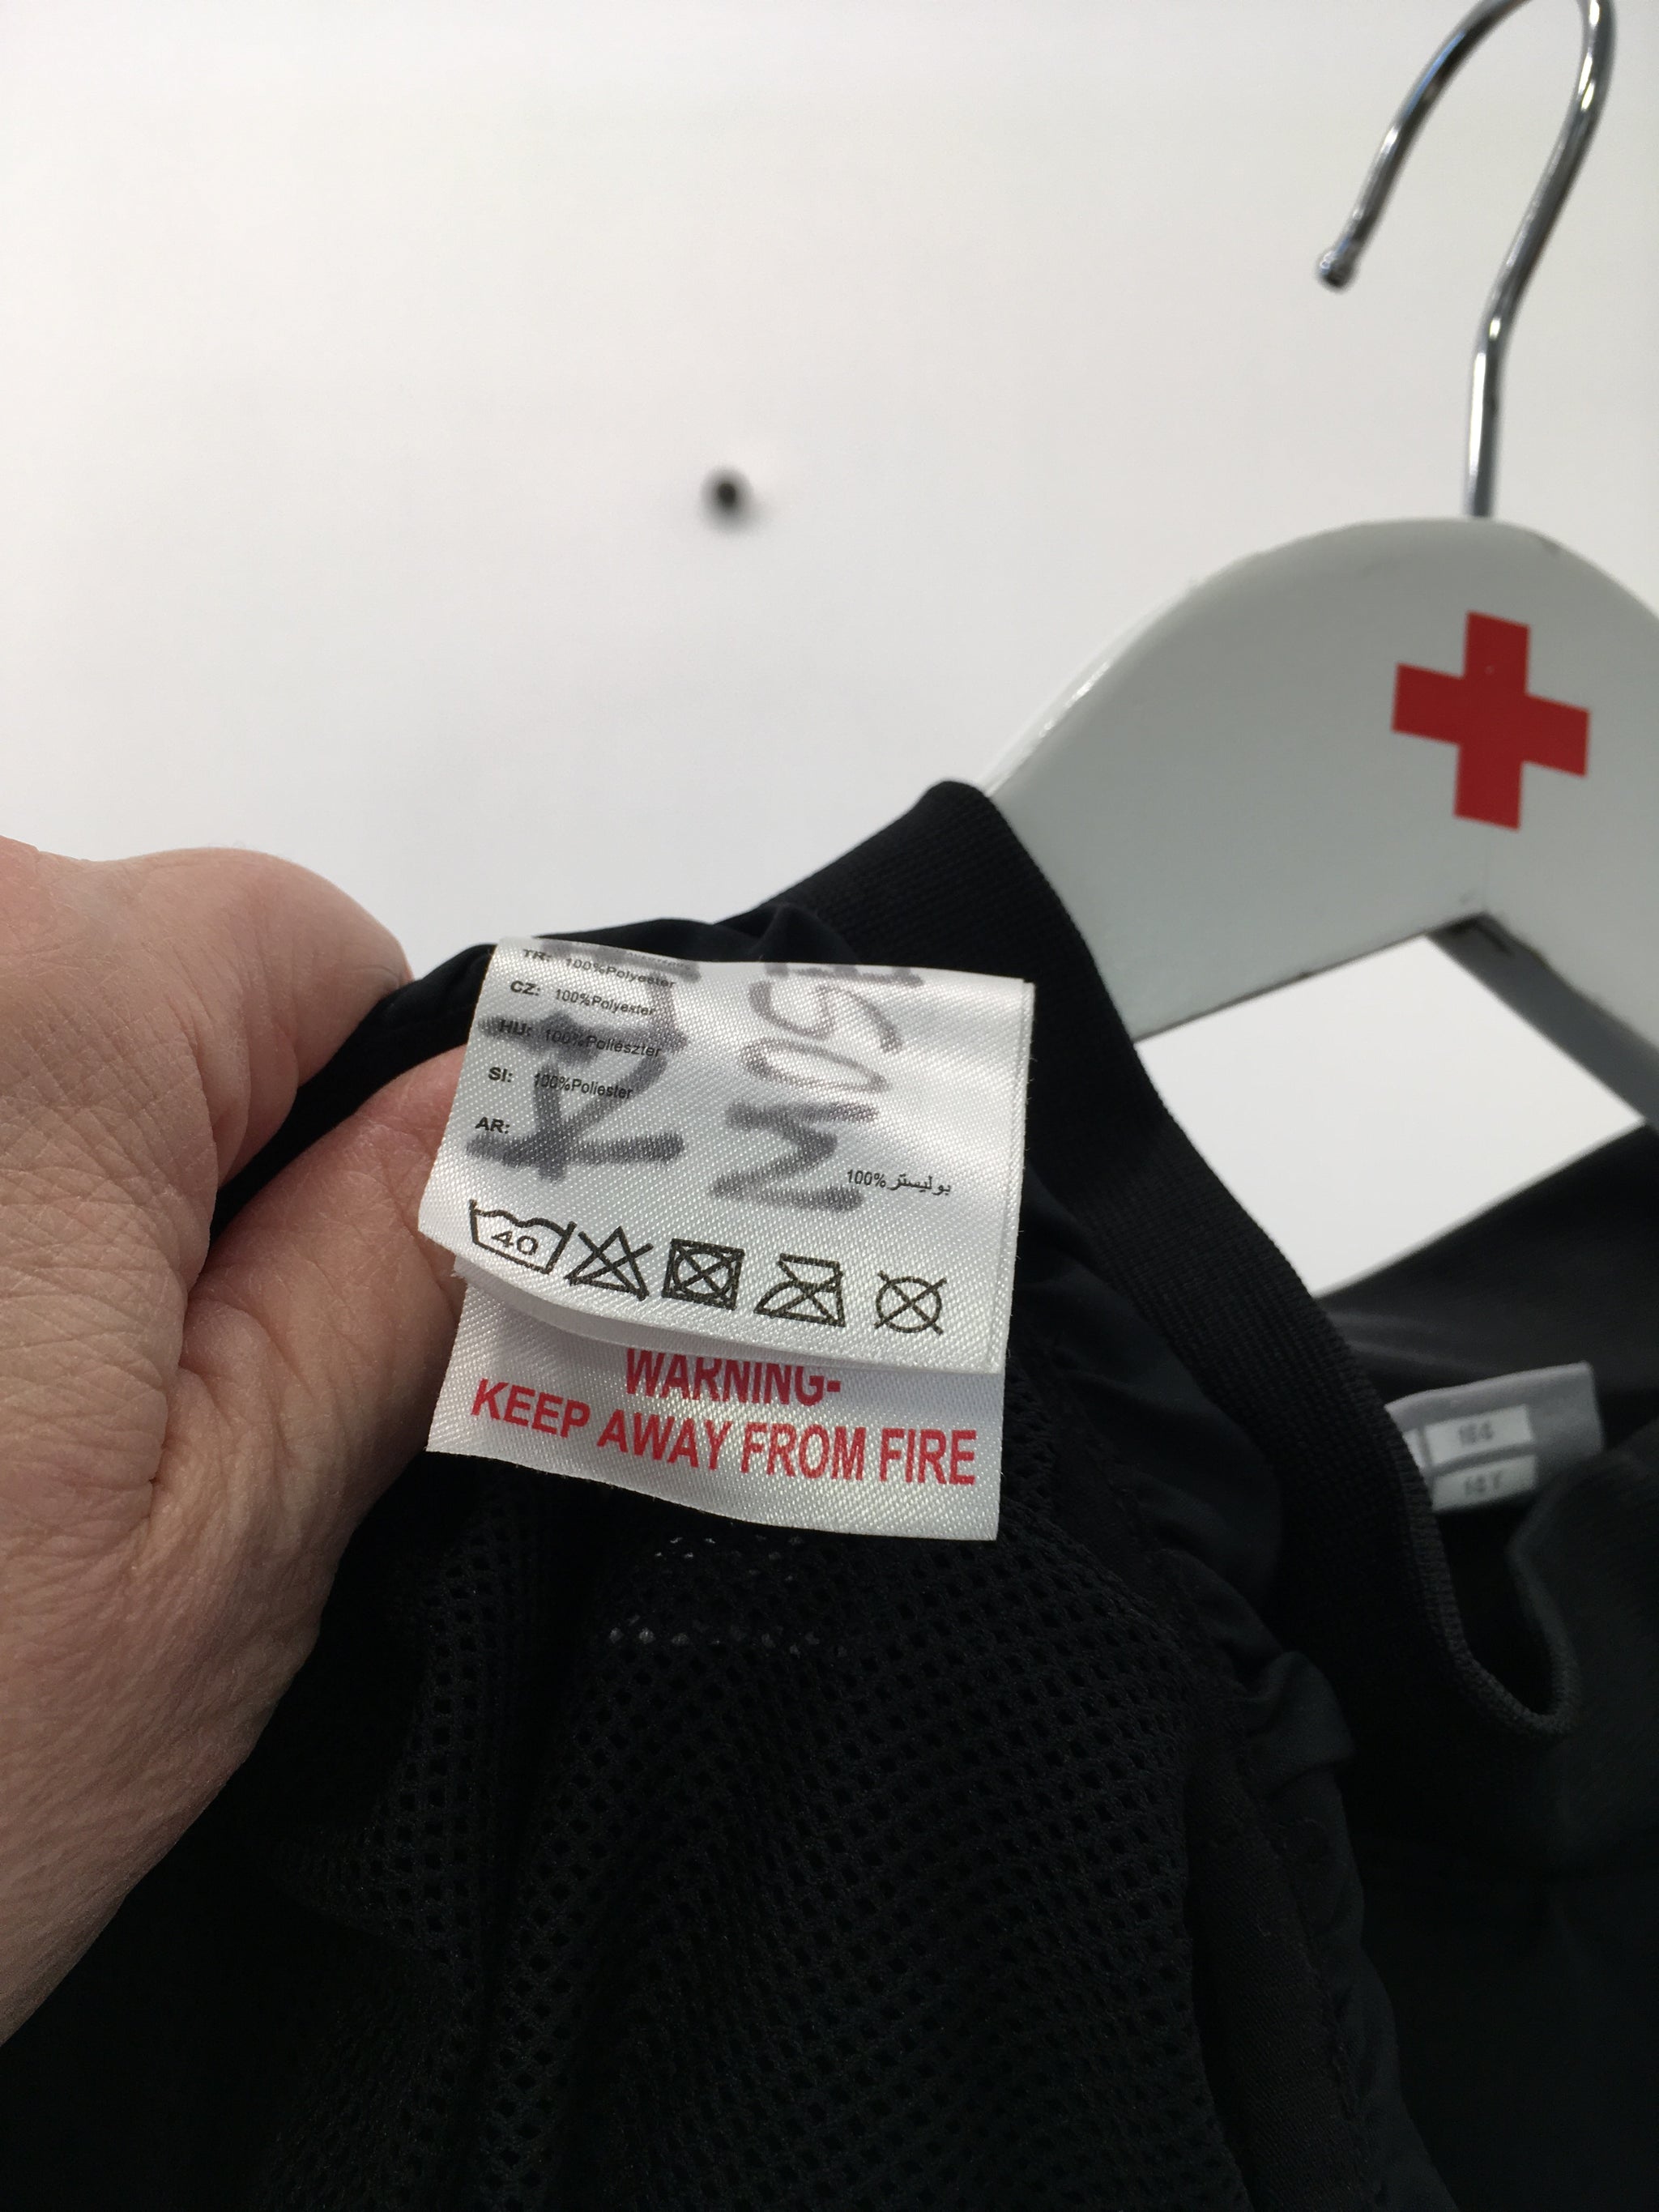 TR: 100%Polyester
CZ: 100%Polyester
HU: 100%Poliészter
SI: 100%Poliester
AR:
بوليستر 100%
40
WARNING-
KEEP AWAY FROM FIRE
164